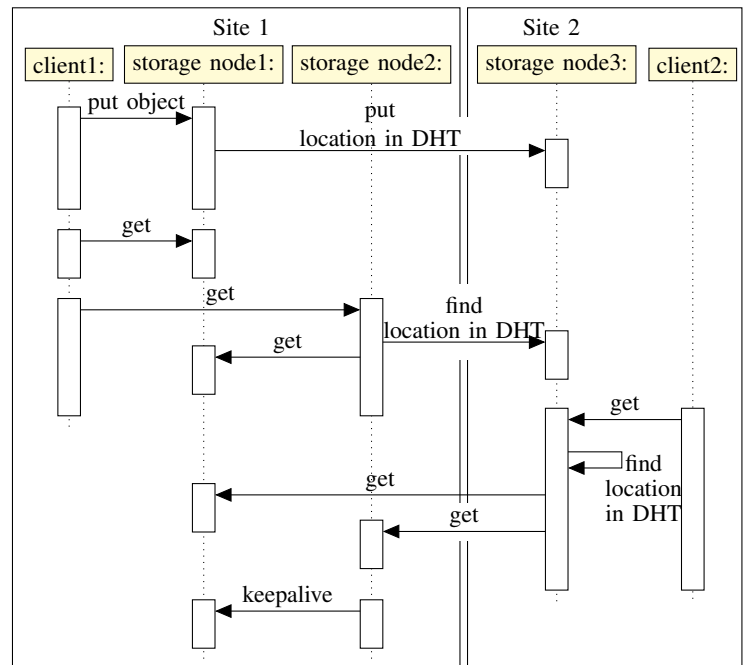 Site 1
Site 2
client1:
storage node1:
storage node2:
storage node3:
client2:
put object
put
location in DHT
get
get
find
location in DHT
get
get
find
location
in DHT
get
get
keepalive